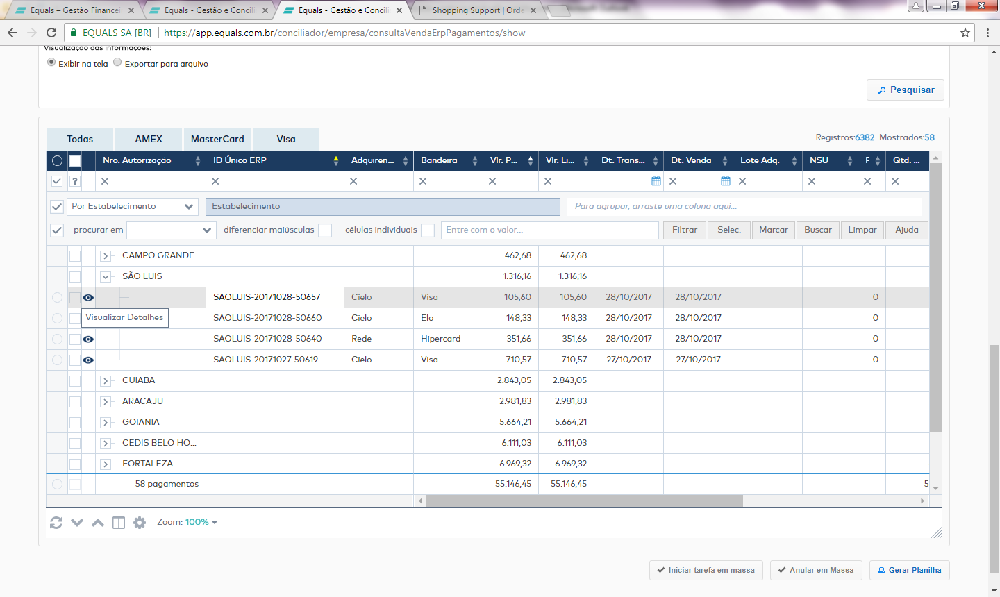 Equals – Gestão Financei
Equals - Gestão e Concil
Equals - Gestão e Concil
Shopping Support | Orde
EQUALS SA [BR] https://app.equals.com.br/conciliador/empresa/consultaVendaErpPagamentos/show
Visualização das informações:
Exibir na tela Exportar para arquivo
Pesquisar
Todas AMEX MasterCard Visa Registros:6382 Mostrados:58
Nro. Autorização ID Único ERP Adquiren... Bandeira Vlr. P... Vlr. Lí... Dt. Trans... Dt. Venda Lote Adq. NSU F Qtd. ...
?
Por Estabelecimento Estabelecimento Para agrupar, arraste uma coluna aqui...
procurar em diferenciar maiúsculas células individuais Entre com o valor... Filtrar Selec. Marcar Buscar Limpar Ajuda
CAMPO GRANDE 462,68 462,68
SÃO LUIS 1.316,16 1.316,16
SAOLUIS-20171028-50657 Cielo Visa 105,60 105,60 28/10/2017 28/10/2017 0
Visualizar Detalhes SAOLUIS-20171028-50660 Cielo Elo 148,33 148,33 28/10/2017 28/10/2017 0
SAOLUIS-20171028-50640 Rede Hipercard 351,66 351,66 28/10/2017 28/10/2017 0
SAOLUIS-20171027-50619 Cielo Visa 710,57 710,57 27/10/2017 27/10/2017 0
CUIABA 2.843,05 2.843,05
ARACAJU 2.981,83 2.981,83
GOIANIA 5.664,21 5.664,21
CEDIS BELO HO... 6.111,03 6.111,03
FORTALEZA 6.969,32 6.969,32
58 pagamentos 55.146,45 55.146,45 5
Zoom: 100%
Iniciar tarefa em massa Anular em Massa Gerar Planilha